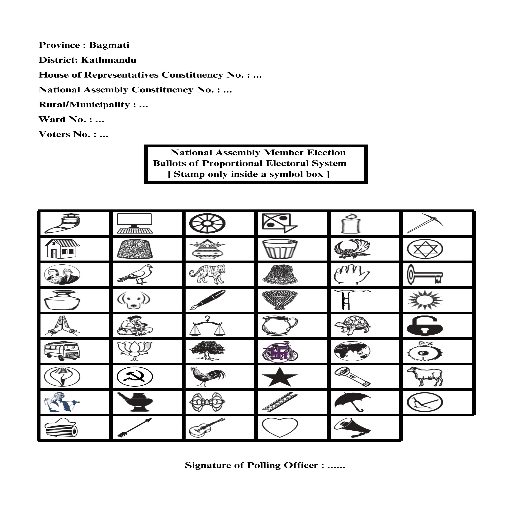 Province : Bagmati
District: Kathmandu
House of Representatives Constituency No. : ...
National Assembly Constituency No. : ...
Rural/Municipality : ...
Ward No. : ...
Voters No. : ...
National Assembly Member Election
Ballots of Proportional Electoral System
[ Stamp only inside a symbol box ]
Signature of Polling Officer : ......